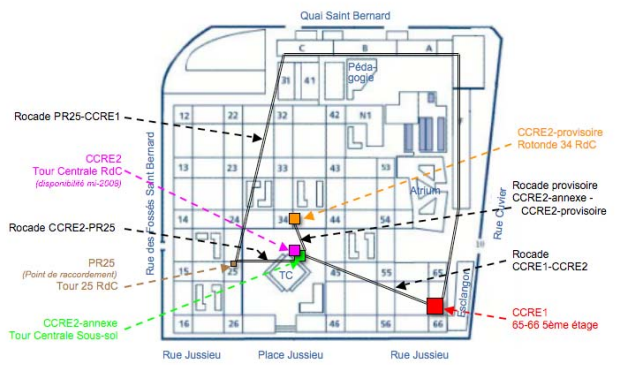 Quai Saint Bernard
C
B
A
Péda-
gogie
31
41
Rocade PR25-CCRE1
12
22
32
42
N1
F
CCRE2-provisoire
Rotonde 34 RdC
CCRE2
Tour Centrale RdC
(disponibilité mi-2009)
Rue des Fossés Saint Bernard
13
23
33
43
53
Atrium
Rocade provisoire
CCRE2-annexe -
CCRE2-provisoire
Rue Cuvier
14
24
34
44
54
Rocade CCRE2-PR25
Rocade
CCRE1-CCRE2
PR25
(Point de raccordement)
Tour 25 RdC
15
25
TC
45
55
65
Esclangon
CCRE2-annexe
Tour Centrale Sous-sol
CCRE1
65-66 5ème étage
16
26
46
56
66
Rue Jussieu
Place Jussieu
Rue Jussieu